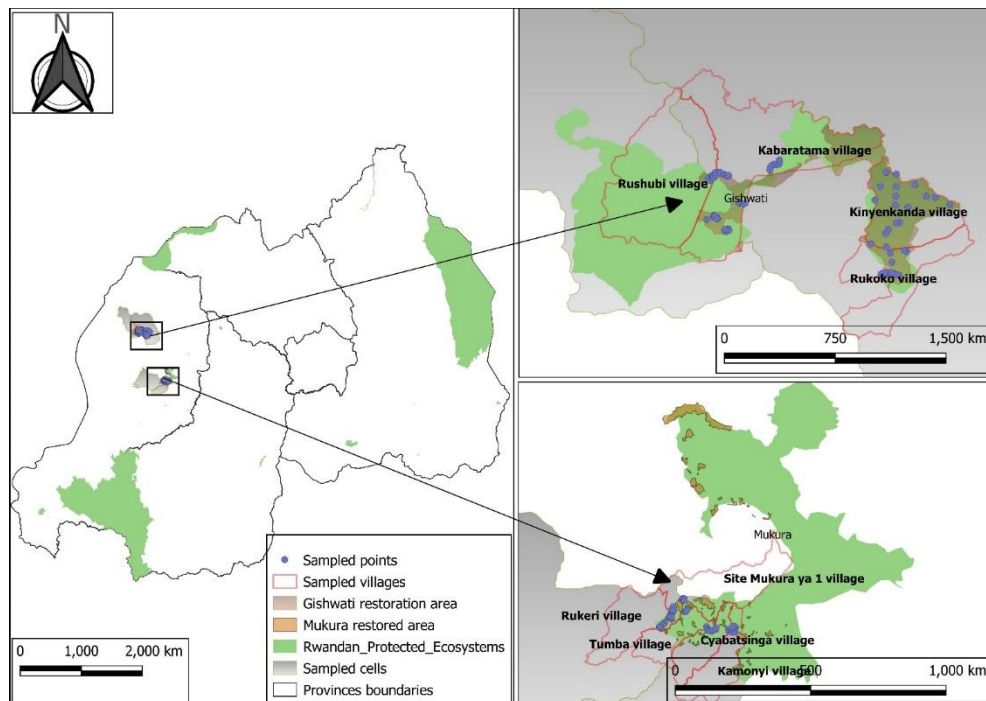 N
Sampled points
Sampled villages
Gishwati restoration area
Mukura restored area
Rwandan_Protected_Ecosystems
Sampled cells
Provinces boundaries
0 1,000 2,000 km
Kabaratama village
Rushubi village
Gishwati
Kinyenkanda village
Rukoko village
0 750 1,500 km
Mukura
Site Mukura ya 1 village
Rukeri village
Tumba village
Cyabatsinga village
Kamonyi village
0 500 1,000 km